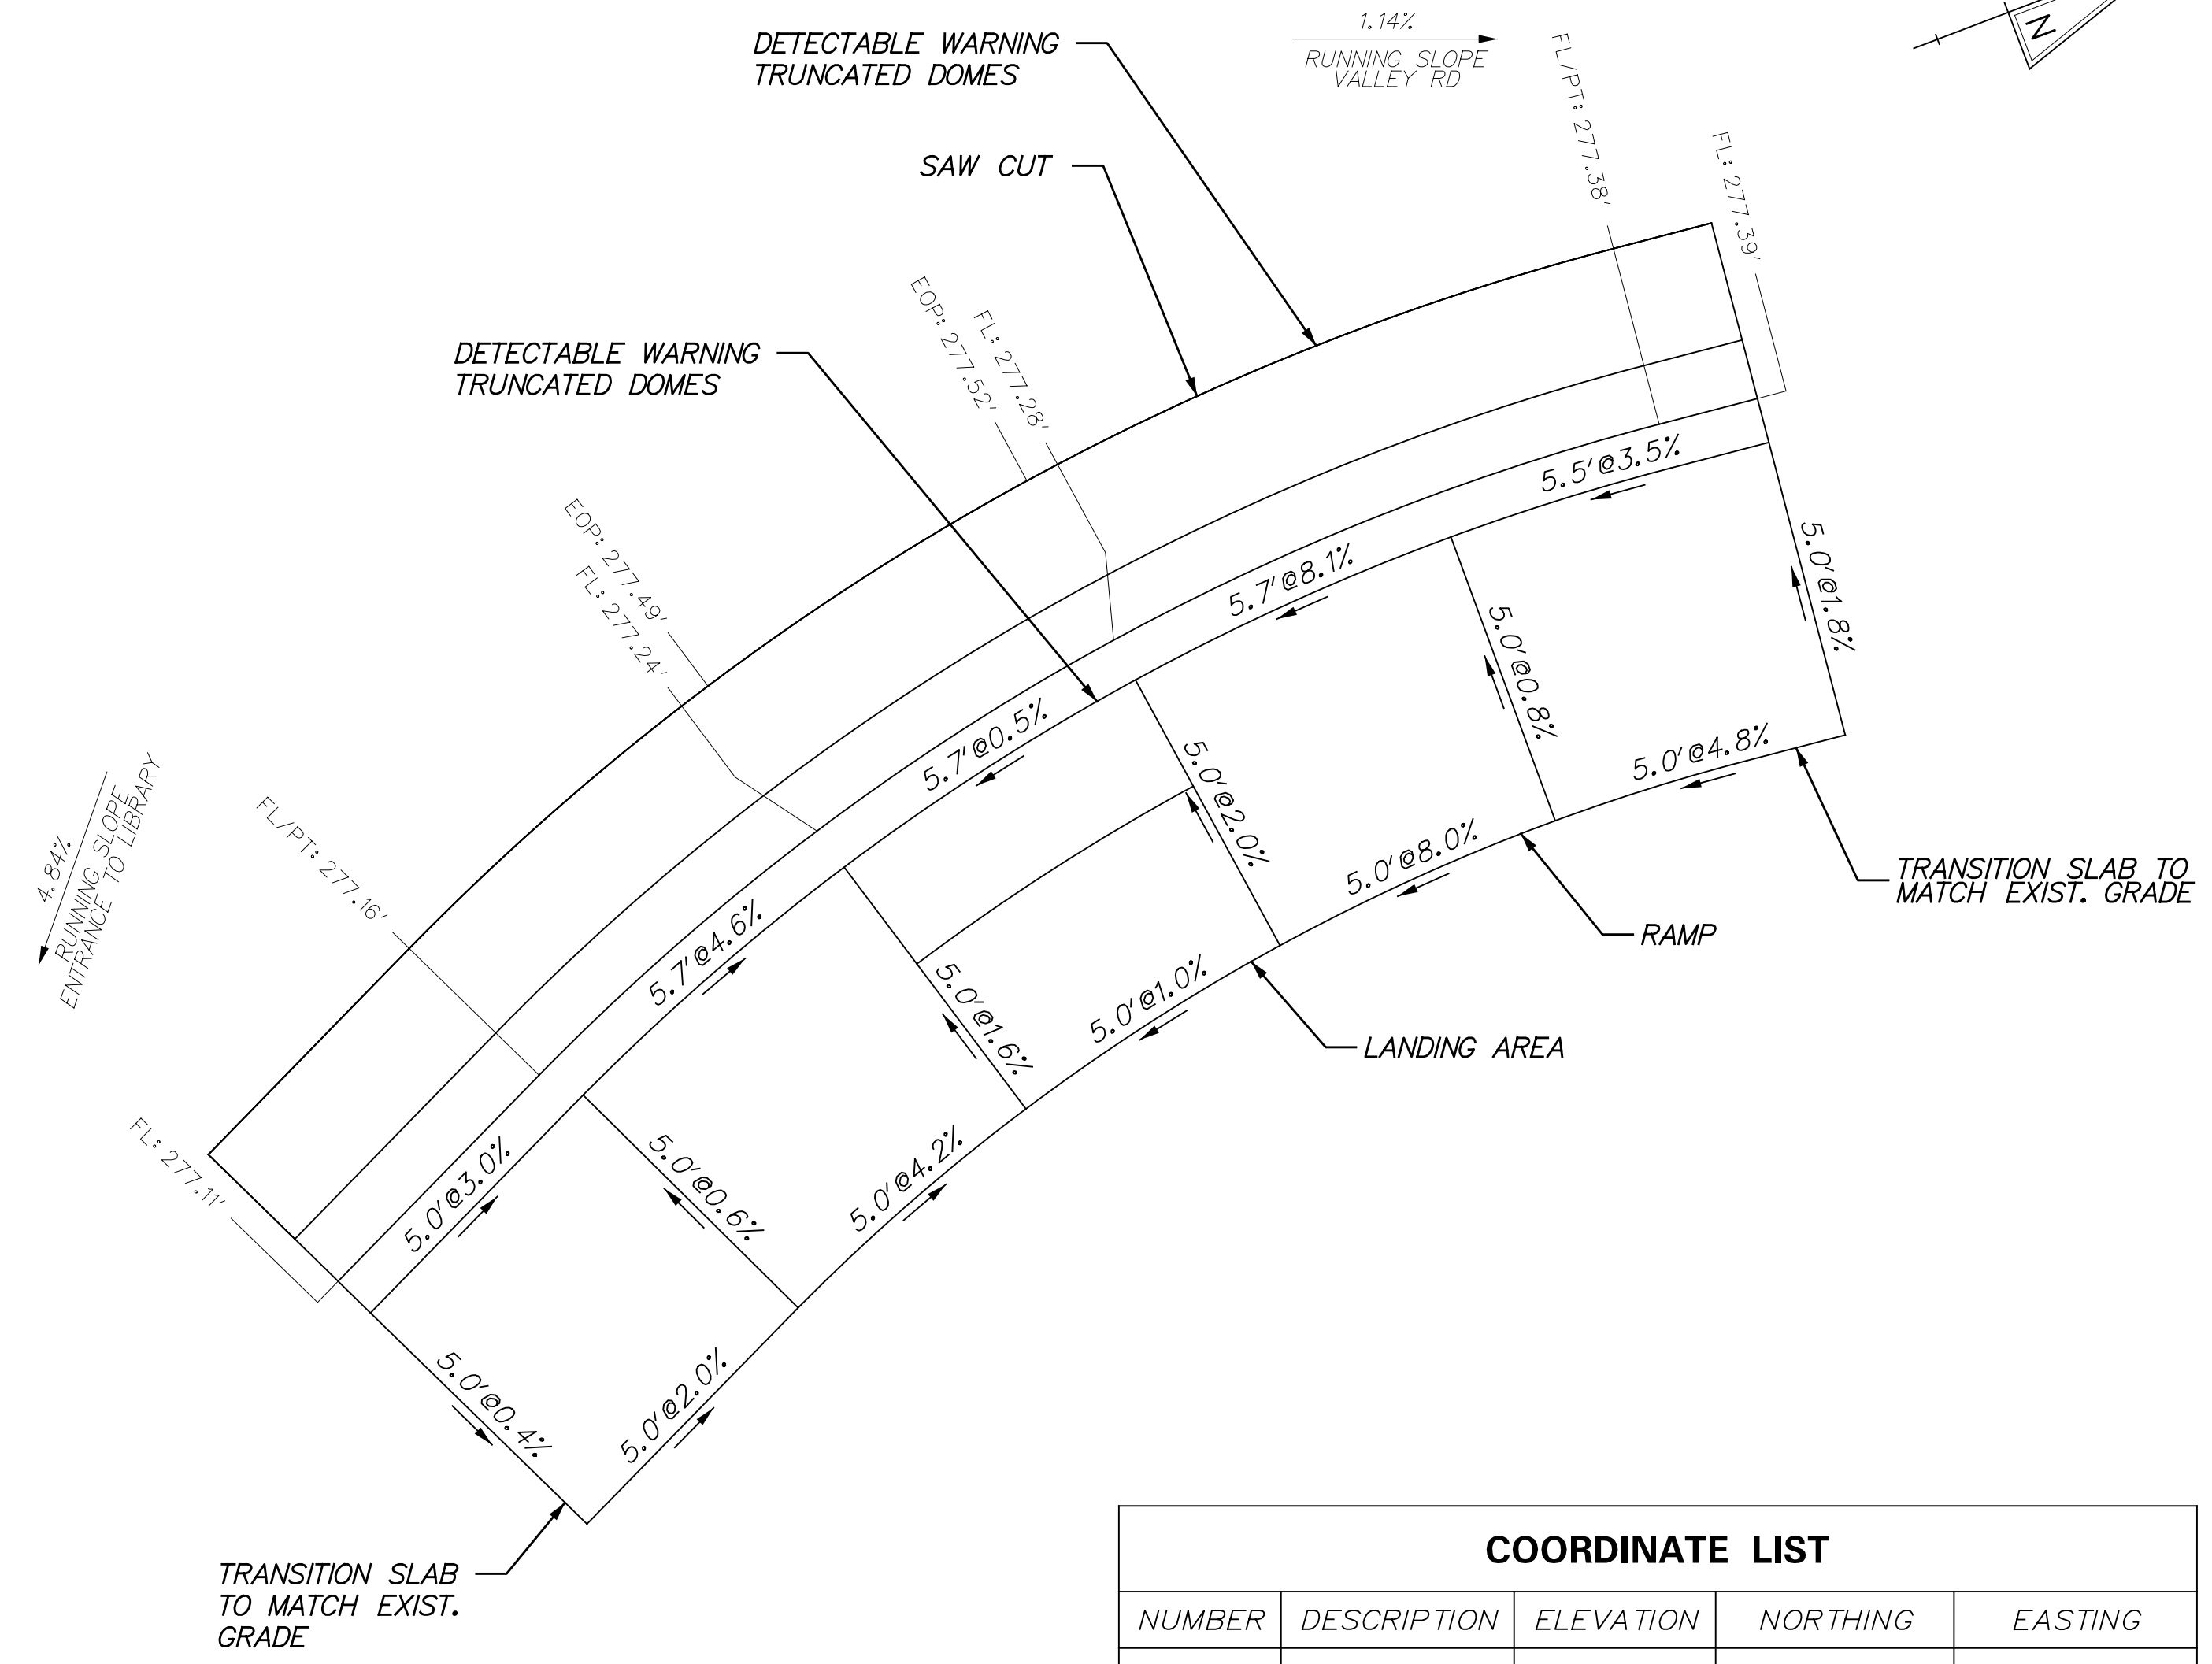 DETECTABLE WARNING
TRUNCATED DOMES
1.14%
RUNNING SLOPE
VALLEY RD
N
SAW CUT
FL/PT: 277.38'
FL: 277.39'
EOP: 277.52'
FL: 277.28'
DETECTABLE WARNING
TRUNCATED DOMES
EOP: 277.49'
FL: 277.24'
5.5'@3.5%
5.7'@8.1%
5.7'@0.5%
5.7'@4.6%
5.0'@3.0%
5.0'@1.8%
5.0'@0.8%
5.0'@2.0%
5.0'@1.6%
5.0'@0.6%
5.0'@0.4%
5.0'@4.8%
5.0'@8.0%
5.0'@1.0%
5.0'@4.2%
5.0'@2.0%
4.84%
RUNNING SLOPE
ENTRANCE TO LIBRARY
FL/PT: 277.16'
FL: 277.11'
TRANSITION SLAB TO
MATCH EXIST. GRADE
RAMP
LANDING AREA
TRANSITION SLAB
TO MATCH EXIST.
GRADE
COORDINATE LIST
NUMBER DESCRIPTION ELEVATION NORTHING EASTING